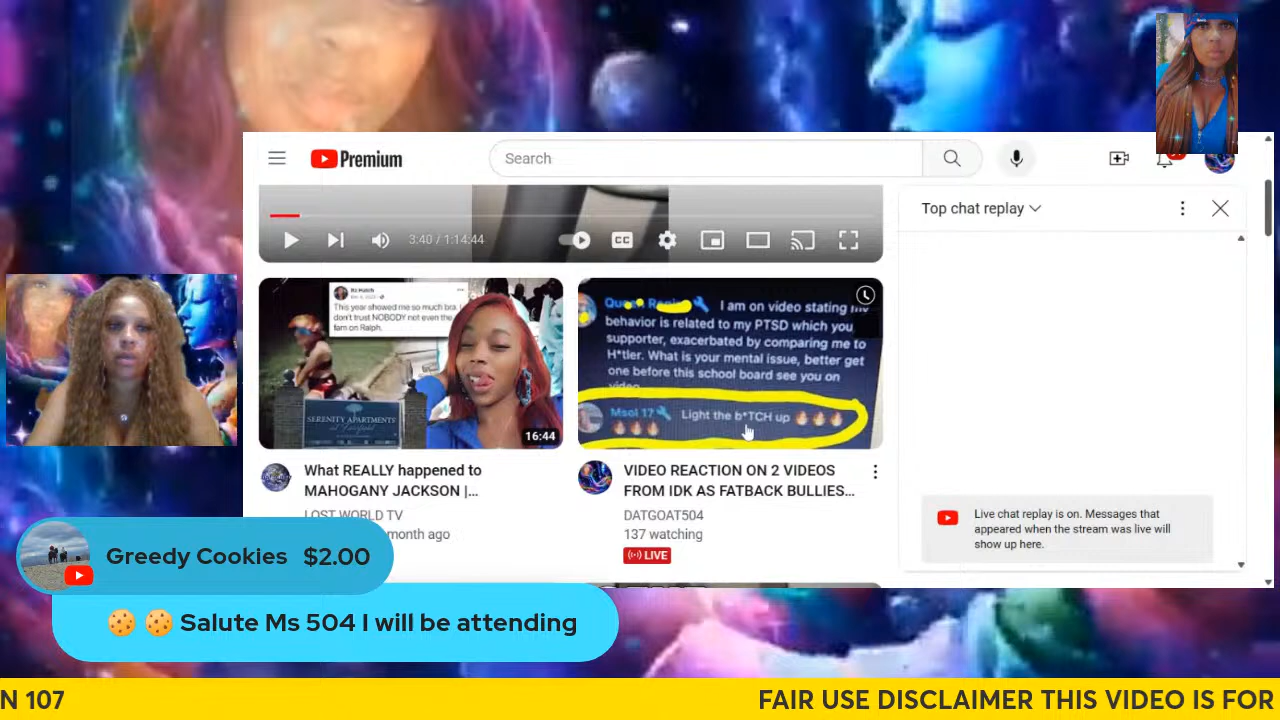 Premium
Search
Top chat replay
3:40 / 1:14:44
CC
This year showed me so much bra. I
don't trust NOBODY not even the
fam on Ralph.
SERENITY APARTMENTS
16:44
I am on video stating my
behavior is related to my PTSD which you
supporter, exacerbated by comparing me to
H*tler. What is your mental issue, better get
one before this school board see you on
video
Msol 17 Light the b*TCH up 🔥🔥🔥
🔥🔥🔥🔥
What REALLY happened to
MAHOGANY JACKSON |...
LOST WORLD TV
month ago
VIDEO REACTION ON 2 VIDEOS
FROM IDK AS FATBACK BULLIES...
DATGOAT504
137 watching
LIVE
Live chat replay is on. Messages that
appeared when the stream was live will
show up here.
Greedy Cookies $2.00
🍪 🍪 Salute Ms 504 I will be attending
N 107
FAIR USE DISCLAIMER THIS VIDEO IS FOR